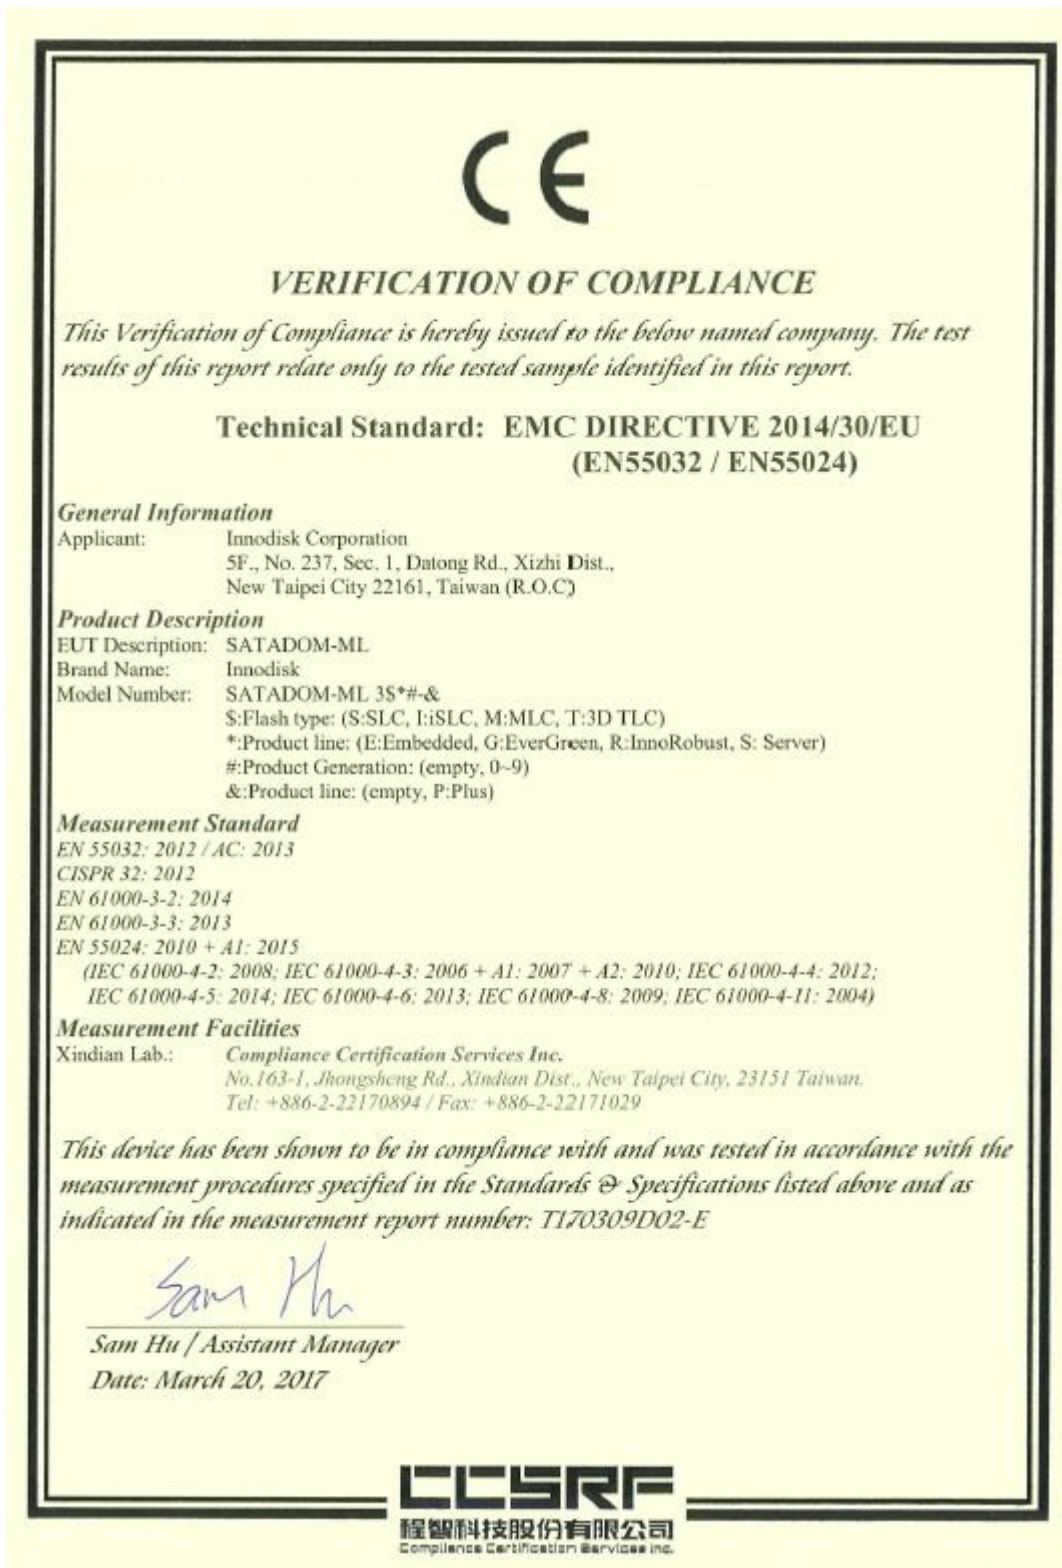 CE
VERIFICATION OF COMPLIANCE
This Verification of Compliance is hereby issued to the below named company. The test
results of this report relate only to the tested sample identified in this report.
Technical Standard: EMC DIRECTIVE 2014/30/EU
(EN55032 / EN55024)
General Information
Applicant: Innodisk Corporation
5F., No. 237, Sec. 1, Datong Rd., Xizhi Dist.,
New Taipei City 22161, Taiwan (R.O.C)
Product Description
EUT Description: SATADOM-ML
Brand Name: Innodisk
Model Number: SATADOM-ML 3$*#-&
$:Flash type: (S:SLC, I:iSLC, M:MLC, T:3D TLC)
*:Product line: (E:Embedded, G:EverGreen, R:InnoRobust, S: Server)
#:Product Generation: (empty, 0~9)
&:Product line: (empty, P:Plus)
Measurement Standard
EN 55032: 2012 / AC: 2013
CISPR 32: 2012
EN 61000-3-2: 2014
EN 61000-3-3: 2013
EN 55024: 2010 + A1: 2015
(IEC 61000-4-2: 2008; IEC 61000-4-3: 2006 + A1: 2007 + A2: 2010; IEC 61000-4-4: 2012;
IEC 61000-4-5: 2014; IEC 61000-4-6: 2013; IEC 61000-4-8: 2009; IEC 61000-4-11: 2004)
Measurement Facilities
Xindian Lab.: Compliance Certification Services Inc.
No.163-1, Jhongsheng Rd., Xindian Dist., New Taipei City, 23151 Taiwan.
Tel: +886-2-22170894 / Fax: +886-2-22171029
This device has been shown to be in compliance with and was tested in accordance with the
measurement procedures specified in the Standards & Specifications listed above and as
indicated in the measurement report number: T170309D02-E
Sam Hu
Sam Hu / Assistant Manager
Date: March 20, 2017
CCSRF
程智科技股份有限公司
Compliance Certification Services Inc.